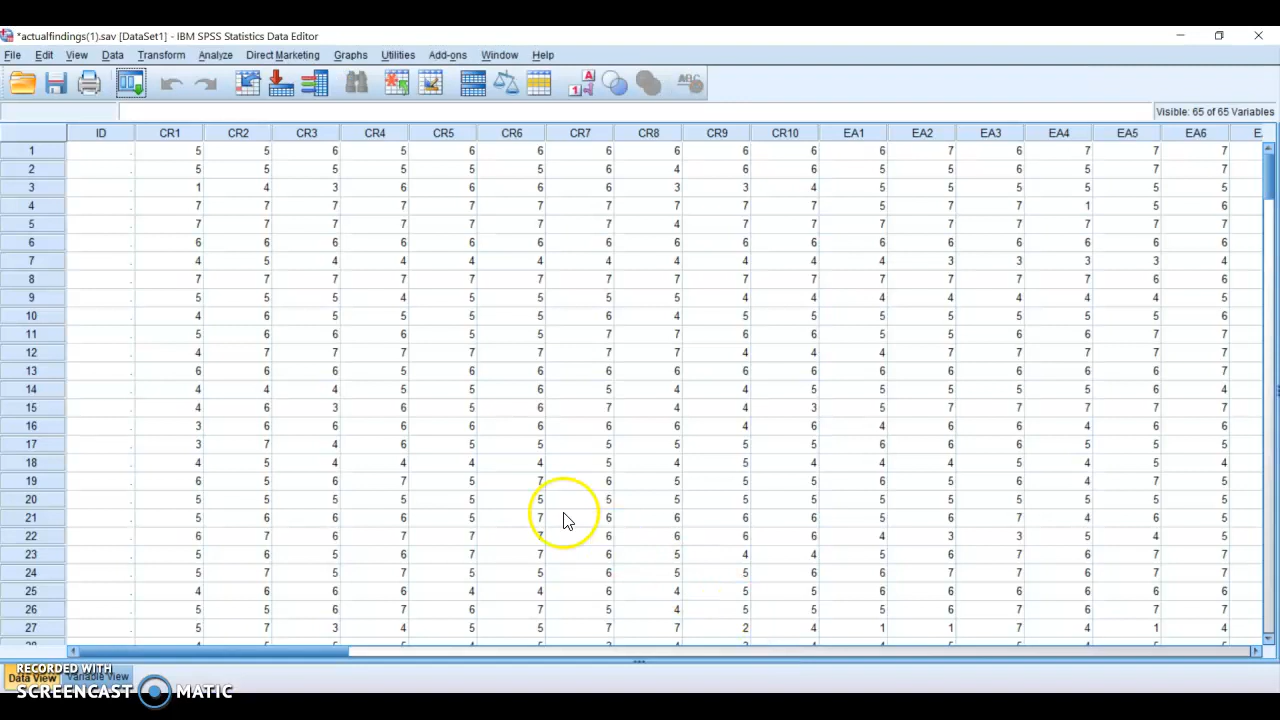 *actualfindings(1).sav [DataSet1] - IBM SPSS Statistics Data Editor
File Edit View Data Transform Analyze Direct Marketing Graphs Utilities Add-ons Window Help
Visible: 65 of 65 Variables
ID CR1 CR2 CR3 CR4 CR5 CR6 CR7 CR8 CR9 CR10 EA1 EA2 EA3 EA4 EA5 EA6
1 . 5 5 6 5 6 6 6 6 6 6 6 7 6 7 7 7
2 . 5 5 5 5 5 5 6 4 6 6 5 5 6 5 7 7
3 . 1 4 3 6 6 6 6 3 3 4 5 5 5 5 5 5
4 . 7 7 7 7 7 7 7 7 7 7 5 7 7 1 5 6
5 . 7 7 7 7 7 7 7 4 7 7 7 7 7 7 7 7
6 . 6 6 6 6 6 6 6 6 6 6 6 6 6 6 6 6
7 . 4 5 4 4 4 4 4 4 4 4 4 3 3 3 3 4
8 . 7 7 7 7 7 7 7 7 7 7 7 7 7 7 6 6
9 . 5 5 5 4 5 5 5 5 4 4 4 4 4 4 4 5
10 . 4 6 5 5 5 5 6 4 5 5 5 5 5 5 5 6
11 . 5 6 6 6 5 5 7 7 6 6 5 5 6 6 7 7
12 . 4 7 7 7 7 7 7 7 4 4 4 7 7 7 7 7
13 . 6 6 6 5 6 6 6 6 6 6 6 6 6 6 6 7
14 . 4 4 4 5 5 6 5 4 4 5 5 5 5 5 6 4
15 . 4 6 3 6 5 6 7 4 4 3 5 7 7 7 7 7
16 . 3 6 6 6 6 6 6 6 4 6 4 6 6 4 6 6
17 . 3 7 4 6 5 5 5 5 5 5 6 6 6 5 5 5
18 . 4 5 4 4 4 4 5 4 5 4 4 4 5 4 5 4
19 . 6 5 6 7 5 7 6 5 5 5 6 5 6 4 7 5
20 . 5 5 5 5 5 5 5 5 5 5 5 5 5 5 5 5
21 . 5 6 6 6 5 7 6 6 6 6 5 6 7 4 6 5
22 . 6 7 6 7 7 7 6 6 6 6 4 3 3 5 4 5
23 . 5 6 5 6 7 7 6 5 4 4 5 7 6 6 7 7
24 . 5 7 5 7 5 5 6 5 5 6 6 7 7 6 7 7
25 . 4 6 6 6 4 4 6 4 5 5 6 6 6 6 6 6
26 . 5 5 6 7 6 7 5 4 5 5 5 6 7 6 7 7
27 . 5 7 3 4 5 5 7 7 2 4 1 1 7 4 1 4
Data View Variable View
RECORDED WITH
SCREENCAST MATIC